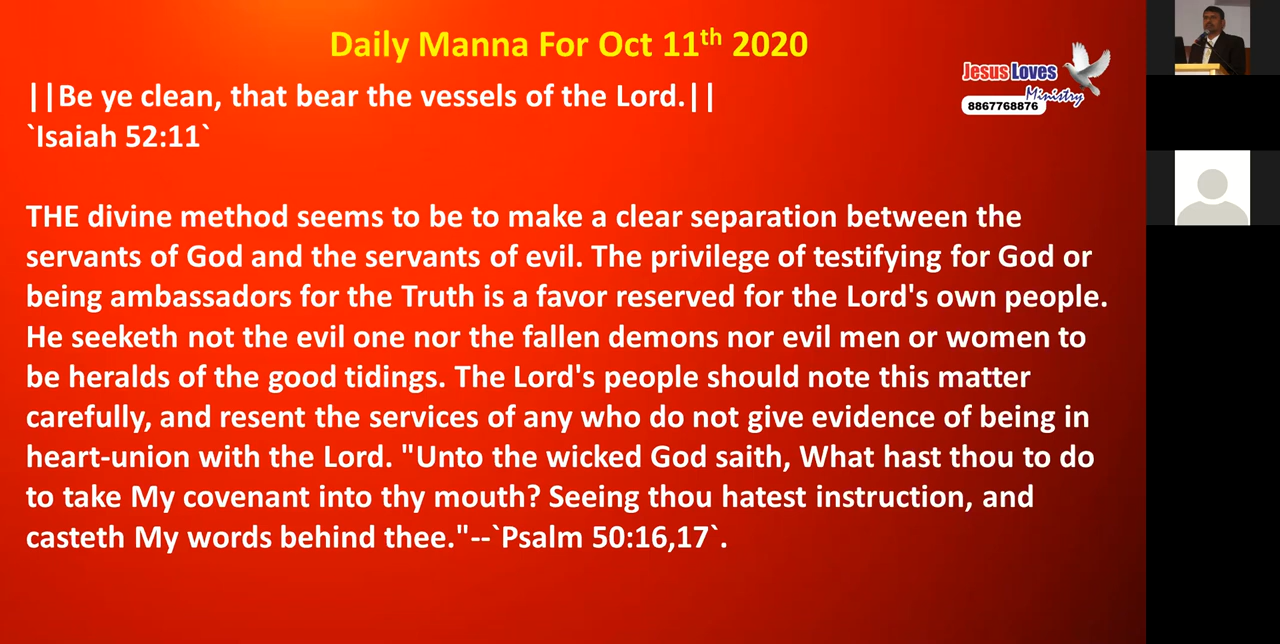 Daily Manna For Oct 11th 2020
Jesus Loves
Ministry
8867768876
||Be ye clean, that bear the vessels of the Lord.||
`Isaiah 52:11`
THE divine method seems to be to make a clear separation between the
servants of God and the servants of evil. The privilege of testifying for God or
being ambassadors for the Truth is a favor reserved for the Lord's own people.
He seeketh not the evil one nor the fallen demons nor evil men or women to
be heralds of the good tidings. The Lord's people should note this matter
carefully, and resent the services of any who do not give evidence of being in
heart-union with the Lord. "Unto the wicked God saith, What hast thou to do
to take My covenant into thy mouth? Seeing thou hatest instruction, and
casteth My words behind thee."--`Psalm 50:16,17`.